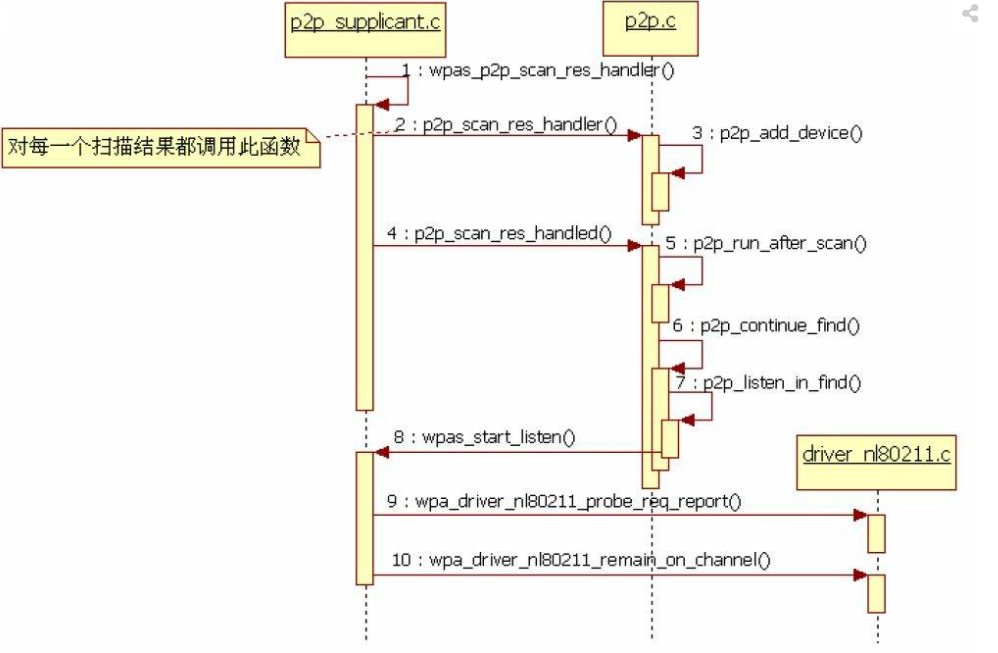 p2p_supplicant.c
p2p.c
1 : wpas_p2p_scan_res_handler()
2 : p2p_scan_res_handler()
3 : p2p_add_device()
对每一个扫描结果都调用此函数
4 : p2p_scan_res_handled()
5 : p2p_run_after_scan()
6 : p2p_continue_find()
7 : p2p_listen_in_find()
8 : wpas_start_listen()
driver_nl80211.c
9 : wpa_driver_nl80211_probe_req_report()
10 : wpa_driver_nl80211_remain_on_channel()